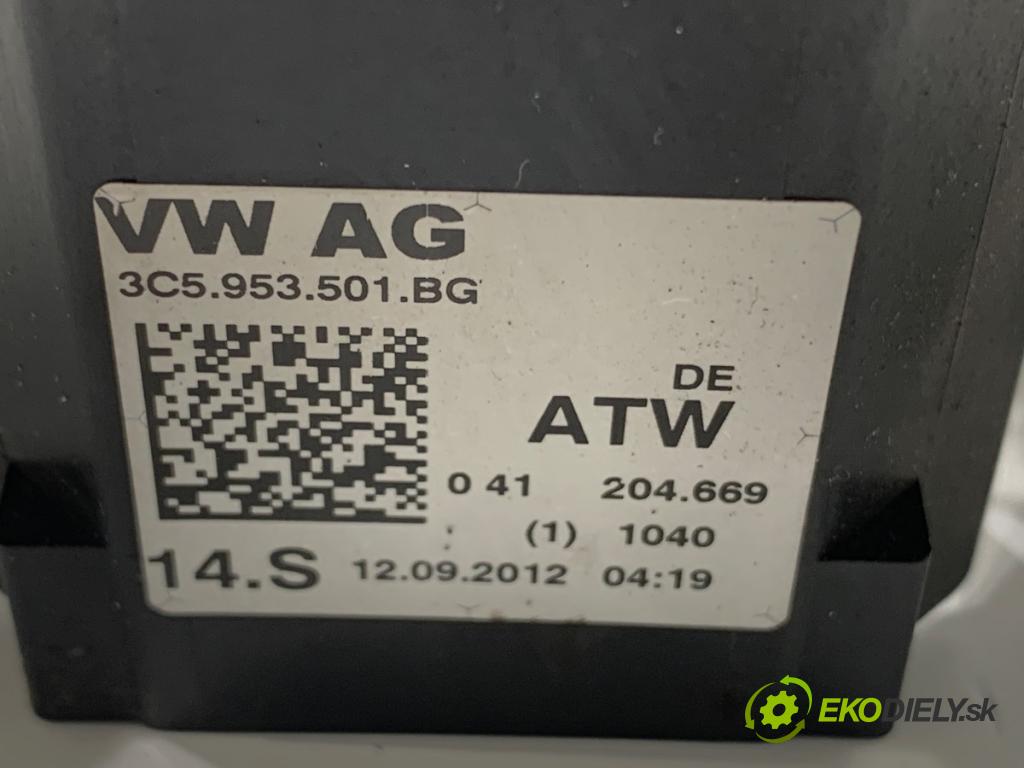 VW AG
3C5.953.501.BG
DE
ATW
0 41 204.669
(1) 1040
14.S 12.09.2012 04:19
EKODIELY.sk